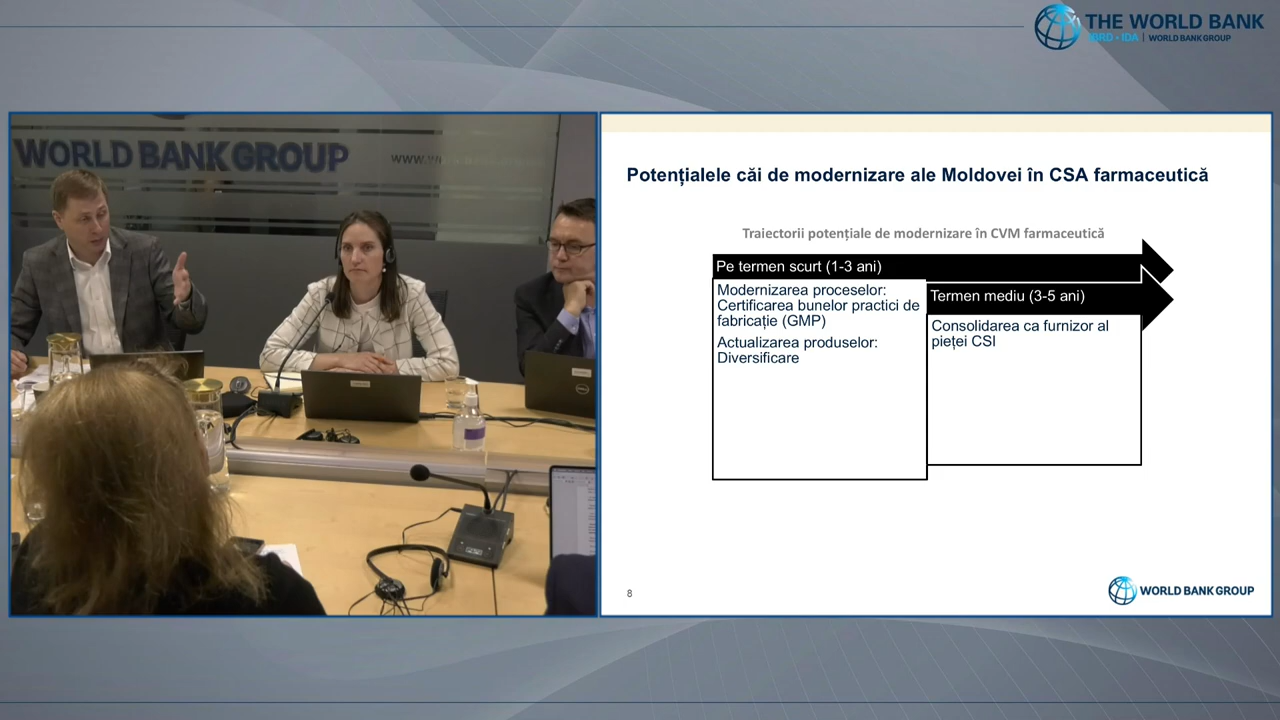 THE WORLD BANK
IBRD • IDA | WORLD BANK GROUP
WORLD BANK GROUP
Potențialele căi de modernizare ale Moldovei în CSA farmaceutică
Traiectorii potențiale de modernizare în CVM farmaceutică
Pe termen scurt (1-3 ani)
Modernizarea proceselor:
Certificarea bunelor practici de
fabricație (GMP)
Actualizarea produselor:
Diversificare
Termen mediu (3-5 ani)
Consolidarea ca furnizor al
pieței CSI
8
WORLD BANK GROUP